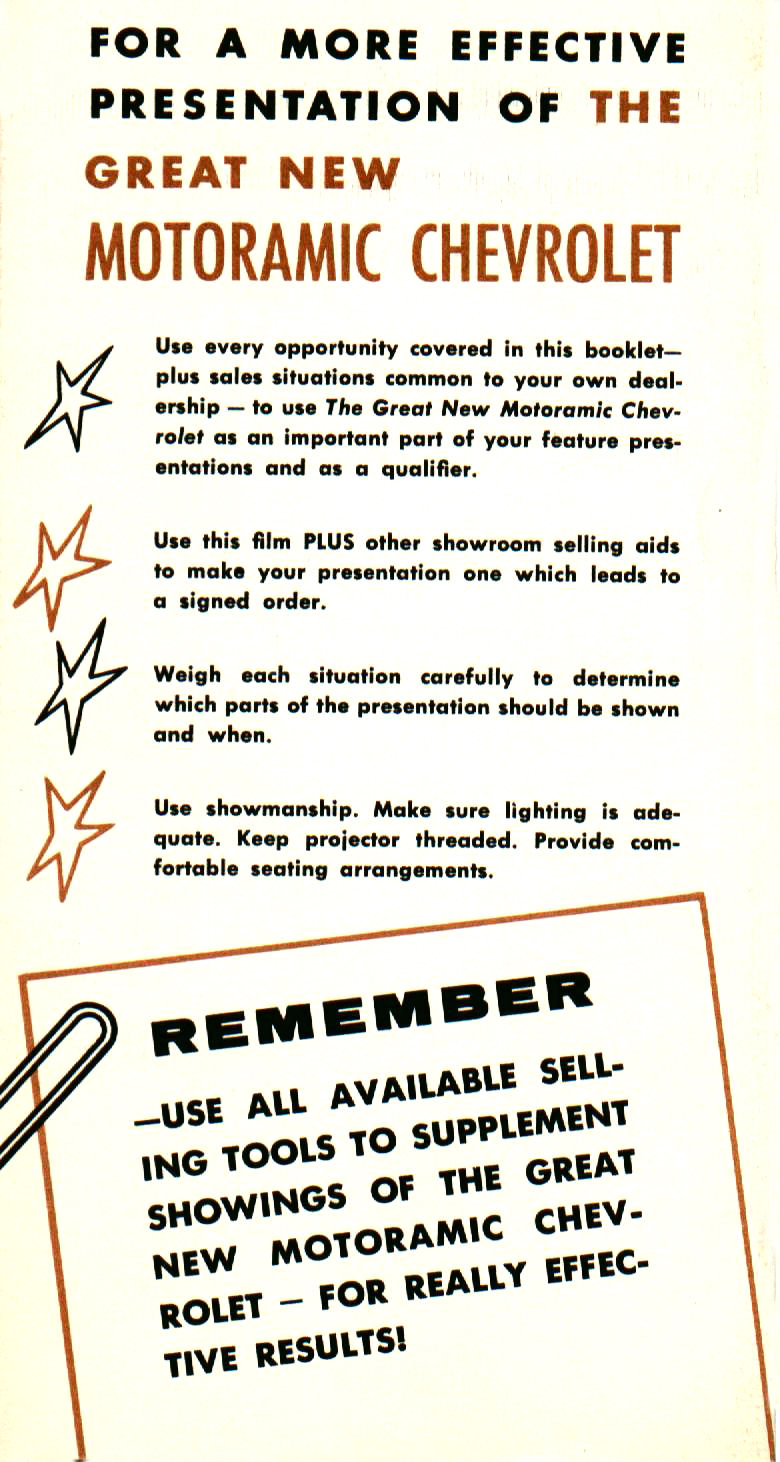 FOR A MORE EFFECTIVE
PRESENTATION OF THE
GREAT NEW
MOTORAMIC CHEVROLET
Use every opportunity covered in this booklet—
plus sales situations common to your own deal-
ership — to use The Great New Motoramic Chev-
rolet as an important part of your feature pres-
entations and as a qualifier.
Use this film PLUS other showroom selling aids
to make your presentation one which leads to
a signed order.
Weigh each situation carefully to determine
which parts of the presentation should be shown
and when.
Use showmanship. Make sure lighting is ade-
quate. Keep projector threaded. Provide com-
fortable seating arrangements.
REMEMBER
—USE ALL AVAILABLE SELL-
ING TOOLS TO SUPPLEMENT
SHOWINGS OF THE GREAT
NEW MOTORAMIC CHEV-
ROLET — FOR REALLY EFFEC-
TIVE RESULTS!